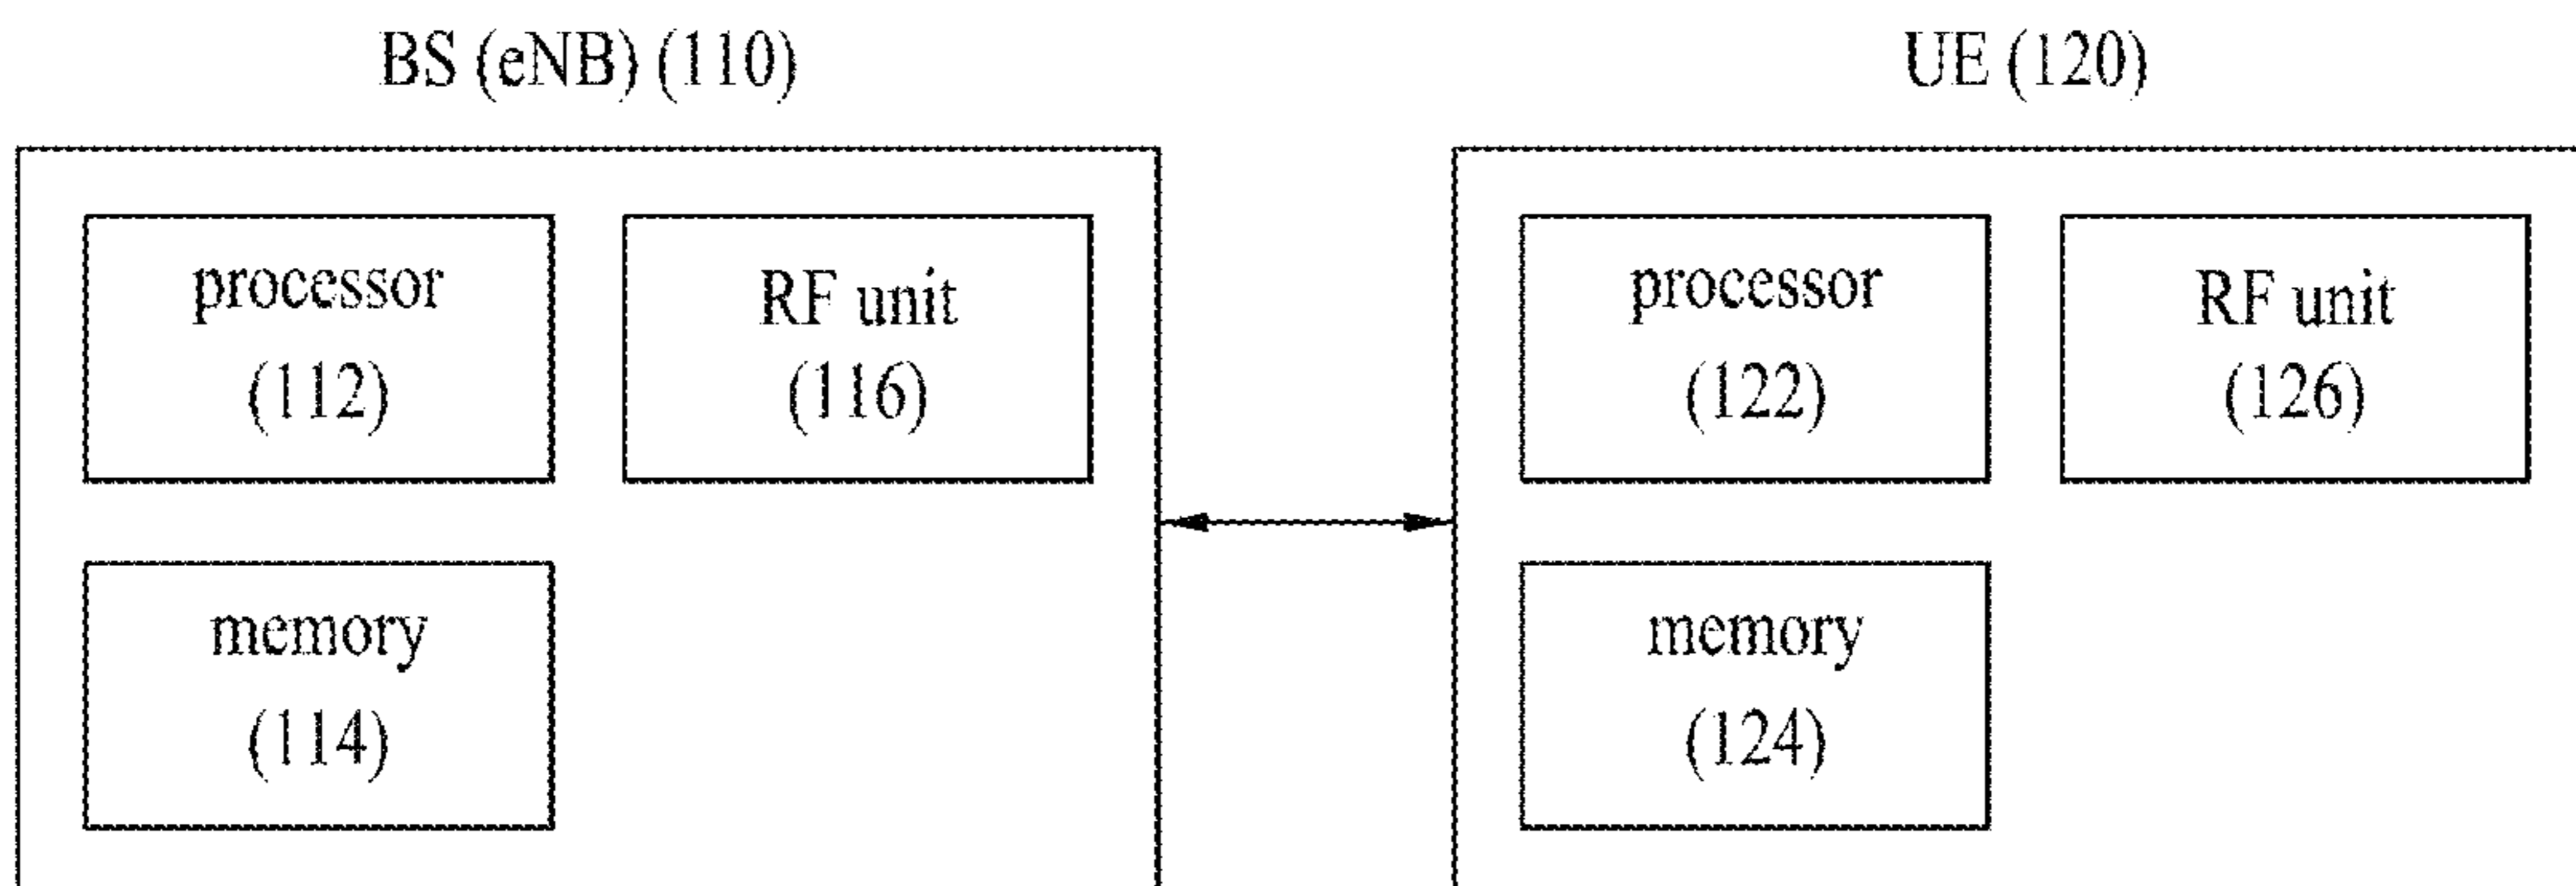 BS (eNB) (110)
processor
(112)
RF unit
(116)
memory
(114)
UE (120)
processor
(122)
RF unit
(126)
memory
(124)